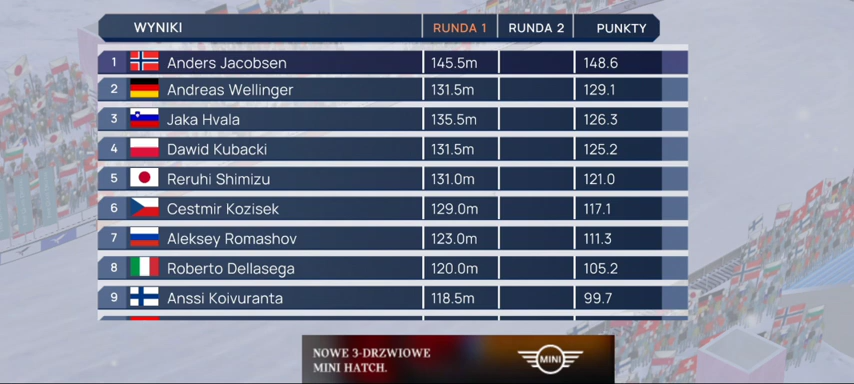 WYNIKI RUNDA 1 RUNDA 2 PUNKTY
1 Anders Jacobsen 145.5m 148.6
2 Andreas Wellinger 131.5m 129.1
3 Jaka Hvala 135.5m 126.3
4 Dawid Kubacki 131.5m 125.2
5 Reruhi Shimizu 131.0m 121.0
6 Cestmir Kozisek 129.0m 117.1
7 Aleksey Romashov 123.0m 111.3
8 Roberto Dellasega 120.0m 105.2
9 Anssi Koivuranta 118.5m 99.7
NOWE 3-DRZWIOWE
MINI HATCH.
MINI